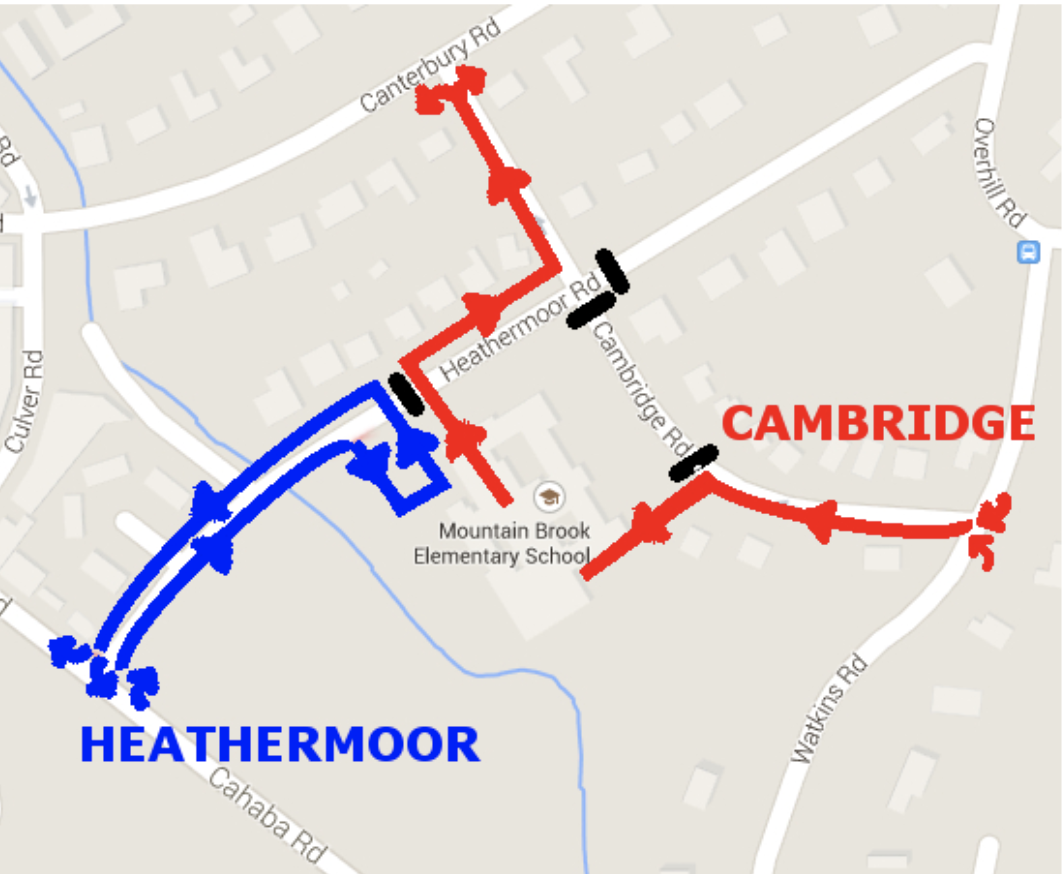 Canterbury Rd
Rd
Overhill Rd
Heathermoor Rd
Culver Rd
Cambridge Rd
CAMBRIDGE
Mountain Brook
Elementary School
Watkins Rd
HEATHERMOOR
Cahaba Rd